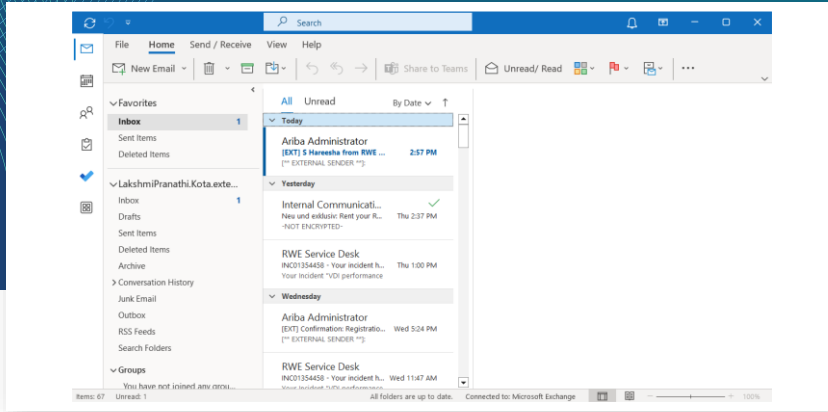 Search
File Home Send / Receive View Help
New Email Share to Teams Unread/ Read
Favorites
Inbox 1
Sent Items
Deleted Items
LakshmiPranathi.Kota.exte...
Inbox 1
Drafts
Sent Items
Deleted Items
Archive
Conversation History
Junk Email
Outbox
RSS Feeds
Search Folders
Groups
You have not joined any grou...
All Unread By Date
Today
Ariba Administrator
[EXT] S Hareesha from RWE ... 2:57 PM
[** EXTERNAL SENDER **]:
Yesterday
Internal Communicati...
Neu und exklusiv: Rent your R... Thu 2:37 PM
-NOT ENCRYPTED-
RWE Service Desk
INC01354458 - Your incident h... Thu 1:00 PM
Your incident "VDI performance
Wednesday
Ariba Administrator
[EXT] Confirmation: Registratio... Wed 5:24 PM
[** EXTERNAL SENDER **]:
RWE Service Desk
INC01354458 - Your incident h... Wed 11:47 AM
Your incident "VDI performance
Items: 67 Unread: 1 All folders are up to date. Connected to: Microsoft Exchange 100%